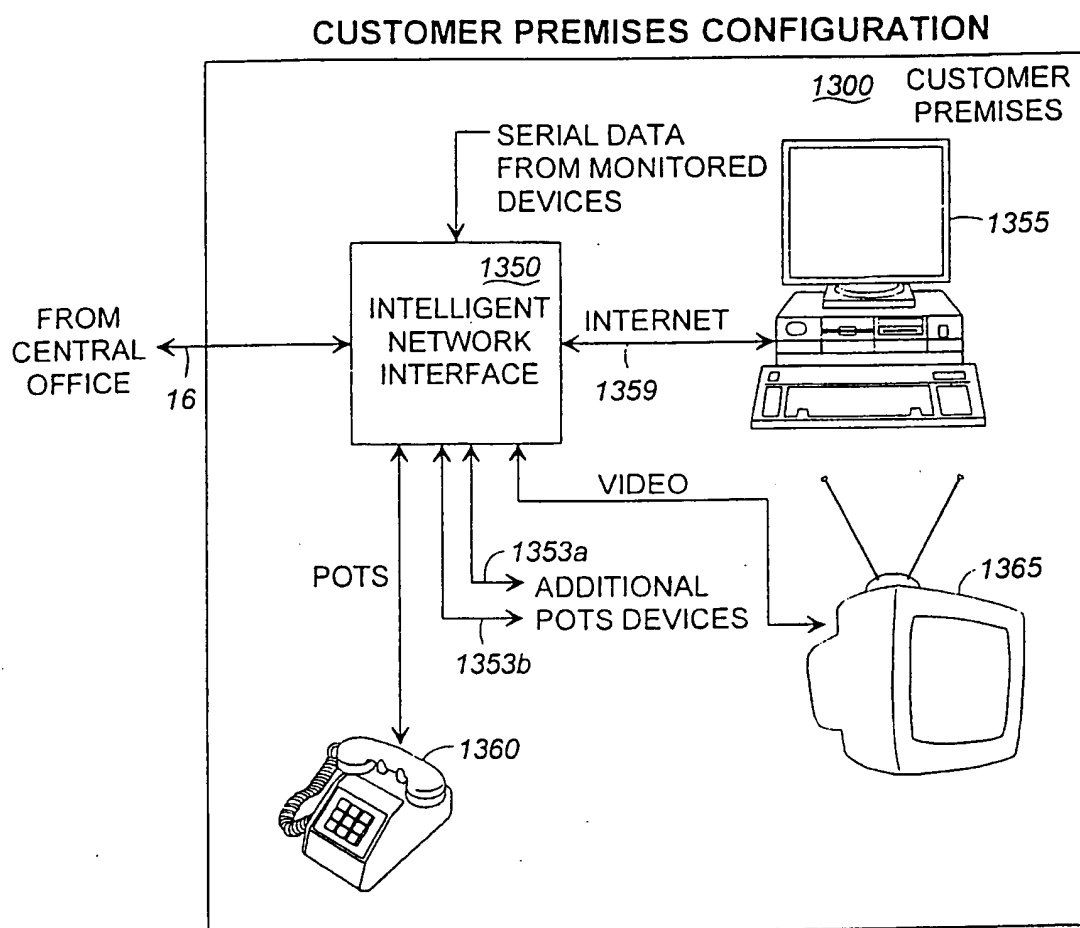 CUSTOMER PREMISES CONFIGURATION
1300 CUSTOMER
PREMISES
SERIAL DATA
FROM MONITORED
DEVICES
1355
1350
INTELLIGENT
NETWORK
INTERFACE
FROM
CENTRAL
OFFICE
16
INTERNET
1359
VIDEO
POTS
1353a
ADDITIONAL
POTS DEVICES
1353b
1365
1360